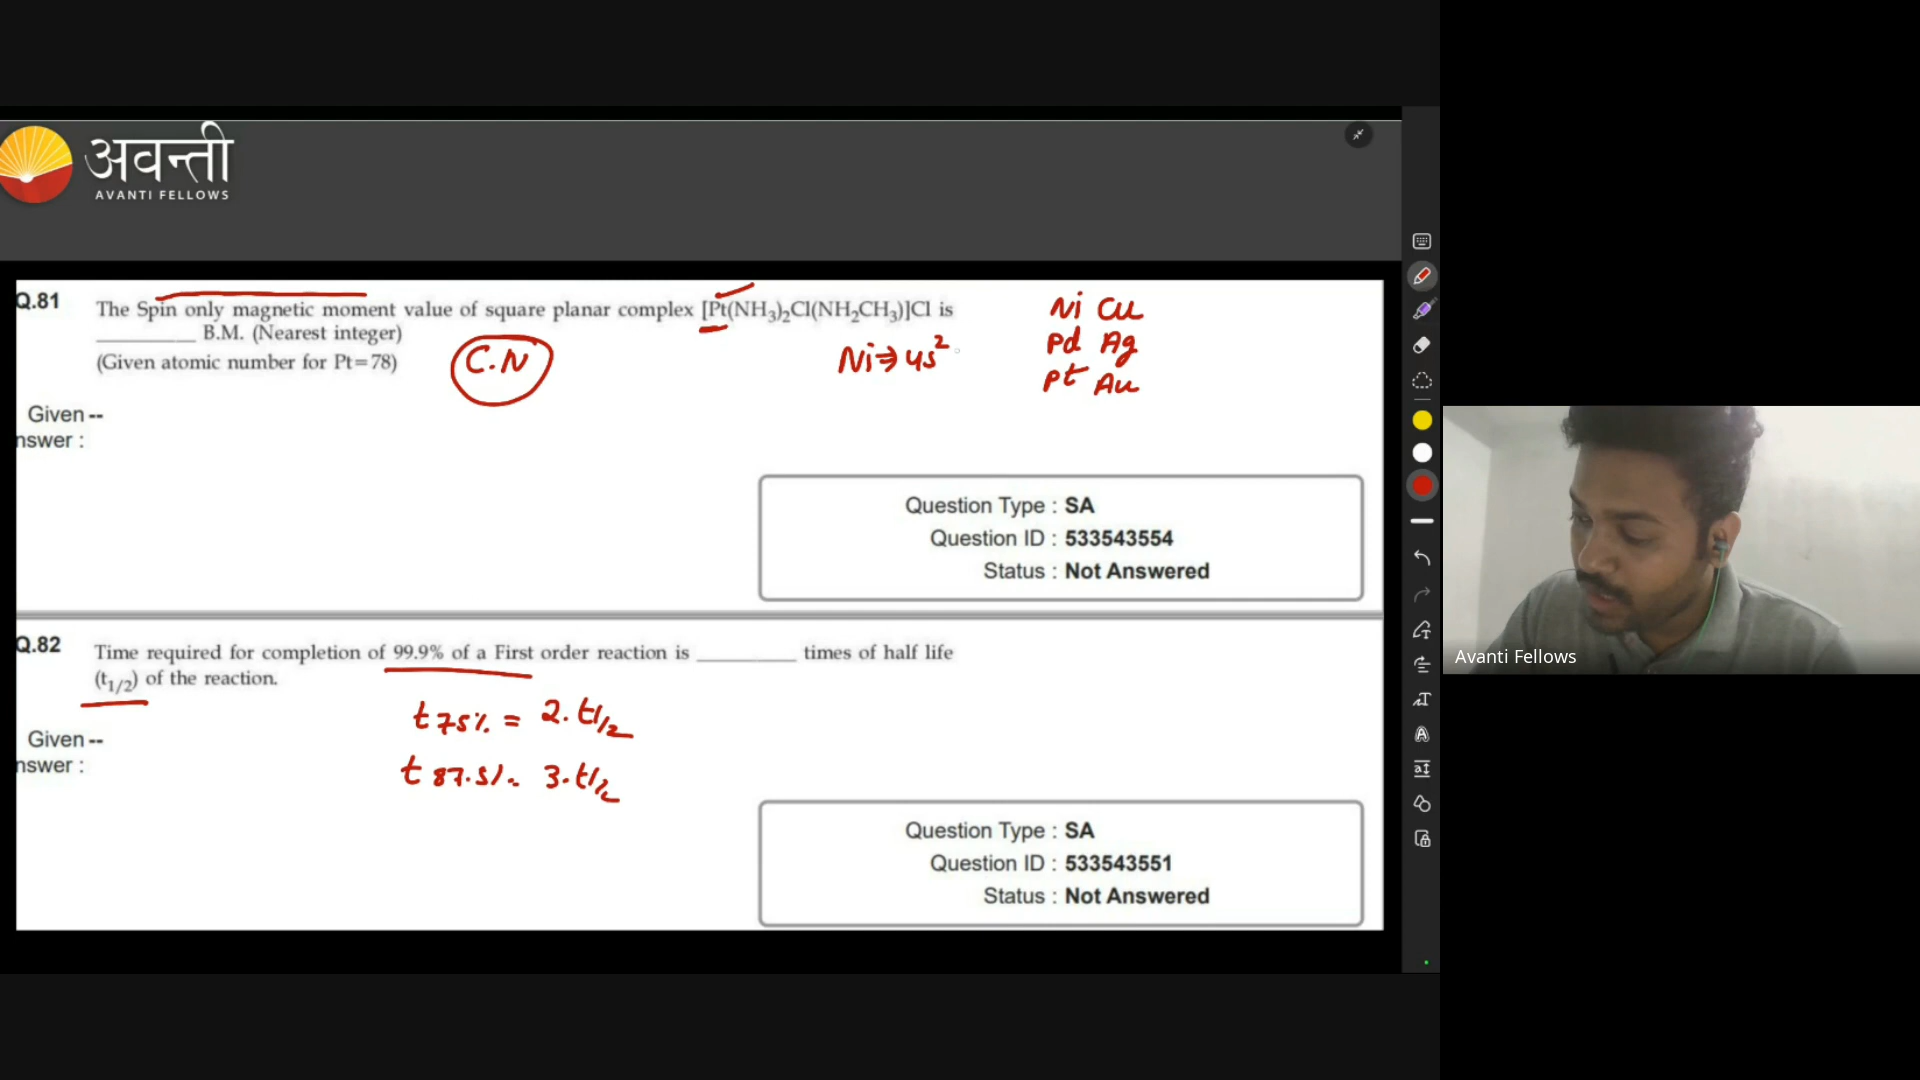 अवन्ती
AVANTI FELLOWS
Q.81 The Spin only magnetic moment value of square planar complex [Pt(NH₃)₂Cl(NH₂CH₃)]Cl is
__________ B.M. (Nearest integer)
(Given atomic number for Pt=78)
C.N
Ni⇒4s²
Ni Cu
Pd Ag
Pt Au
Given --
nswer :
Question Type : SA
Question ID : 533543554
Status : Not Answered
Q.82 Time required for completion of 99.9% of a First order reaction is __________ times of half life
(t₁/₂) of the reaction.
t 75% = 2. t1/2
t 87.5% = 3. t1/2
Given --
nswer :
Question Type : SA
Question ID : 533543551
Status : Not Answered
Avanti Fellows